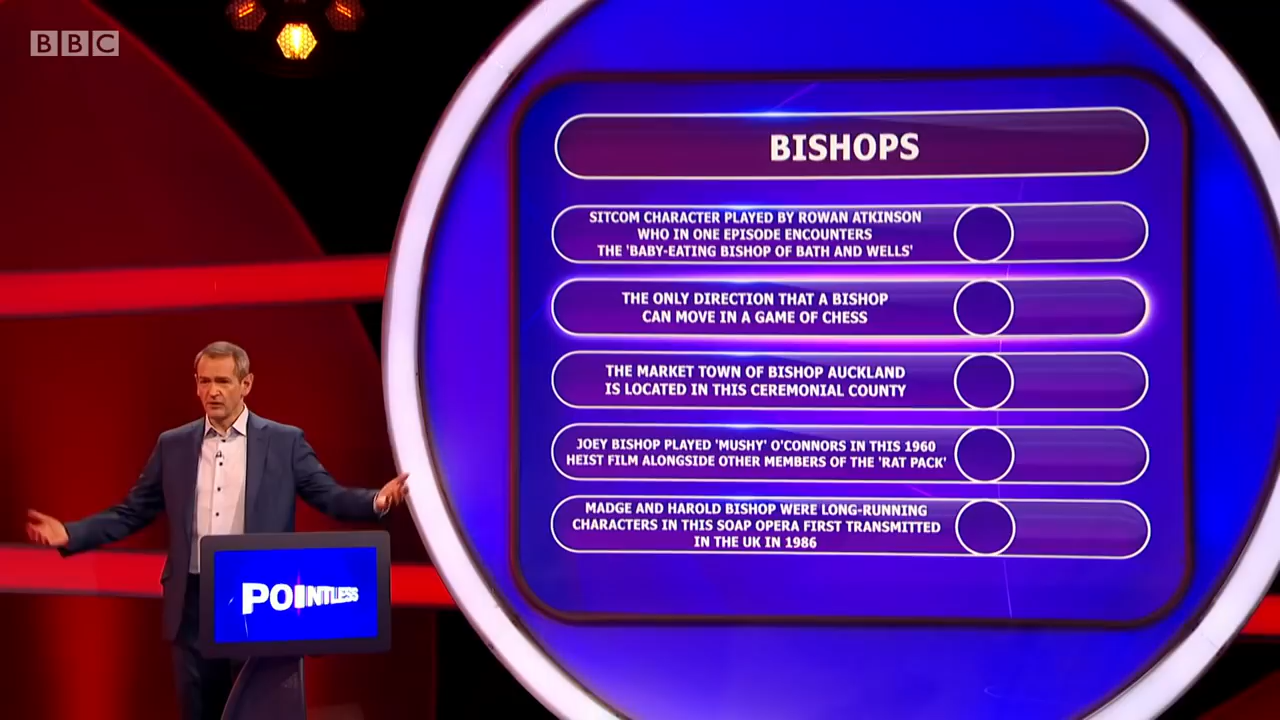 BBC
BISHOPS
SITCOM CHARACTER PLAYED BY ROWAN ATKINSON
WHO IN ONE EPISODE ENCOUNTERS
THE 'BABY-EATING BISHOP OF BATH AND WELLS'
THE ONLY DIRECTION THAT A BISHOP
CAN MOVE IN A GAME OF CHESS
THE MARKET TOWN OF BISHOP AUCKLAND
IS LOCATED IN THIS CEREMONIAL COUNTY
JOEY BISHOP PLAYED 'MUSHY' O'CONNORS IN THIS 1960
HEIST FILM ALONGSIDE OTHER MEMBERS OF THE 'RAT PACK'
MADGE AND HAROLD BISHOP WERE LONG-RUNNING
CHARACTERS IN THIS SOAP OPERA FIRST TRANSMITTED
IN THE UK IN 1986
POINTLESS